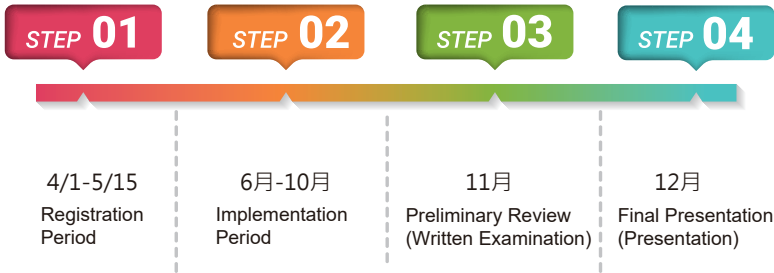 STEP 01
STEP 02
STEP 03
STEP 04
4/1-5/15
Registration
Period
6月-10月
Implementation
Period
11月
Preliminary Review
(Written Examination)
12月
Final Presentation
(Presentation)